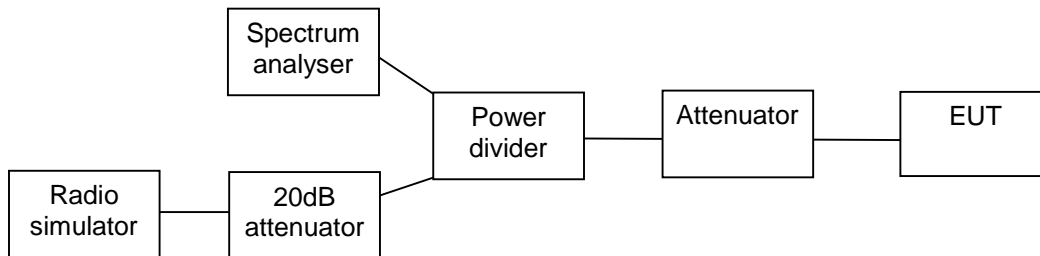 Spectrum
analyser
Power
divider
Attenuator
EUT
Radio
simulator
20dB
attenuator